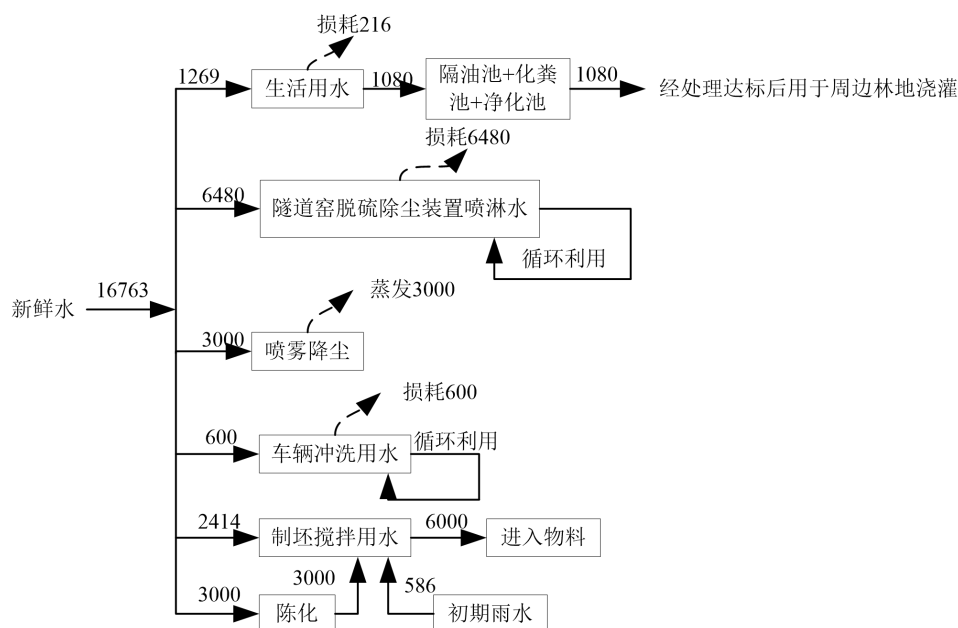 损耗216
1269
生活用水
1080
隔油池+化粪
池+净化池
1080
经处理达标后用于周边林地浇灌
损耗6480
6480
隧道窑脱硫除尘装置喷淋水
循环利用
新鲜水
16763
蒸发3000
3000
喷雾降尘
损耗600
600
车辆冲洗用水
循环利用
2414
制坯搅拌用水
6000
进入物料
3000
陈化
3000
586
初期雨水